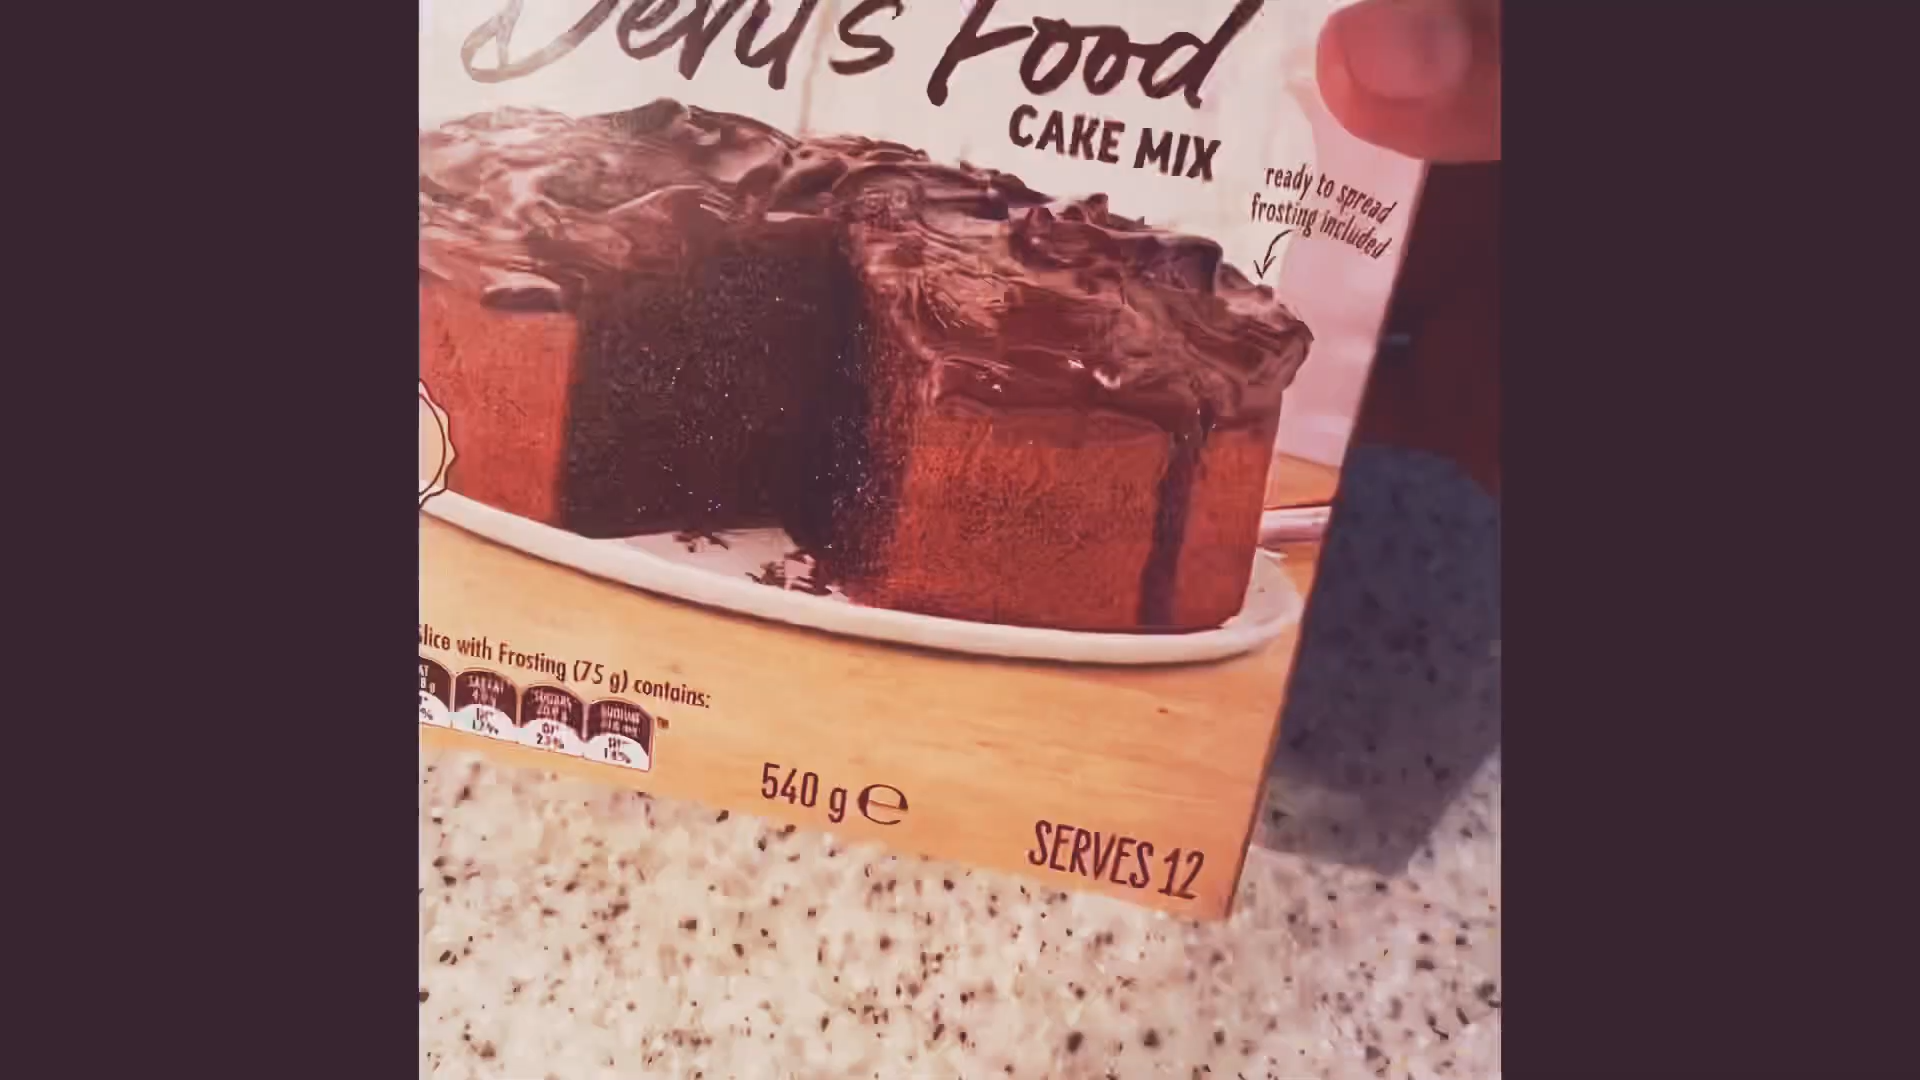 Devil's Food
CAKE MIX
ready to spread
frosting included
slice with Frosting (75 g) contains:
540 g e
SERVES 12